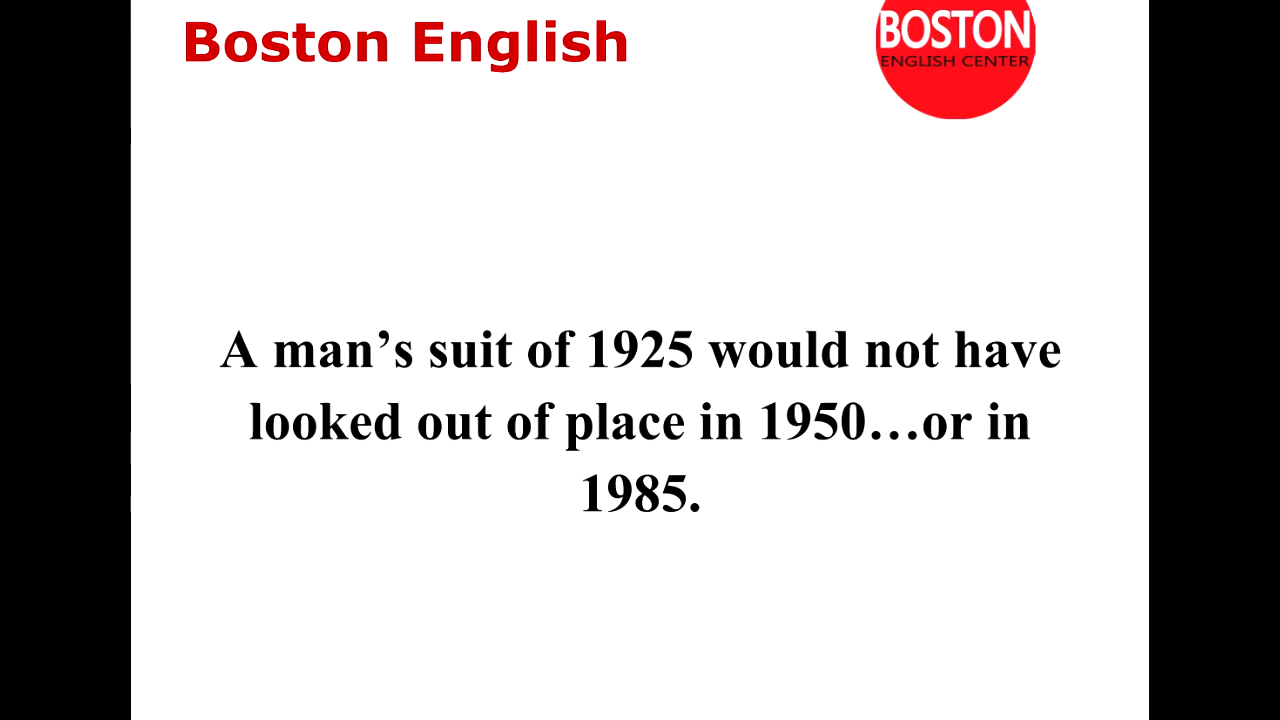 Boston English
BOSTON
ENGLISH CENTER
A man’s suit of 1925 would not have
looked out of place in 1950…or in
1985.